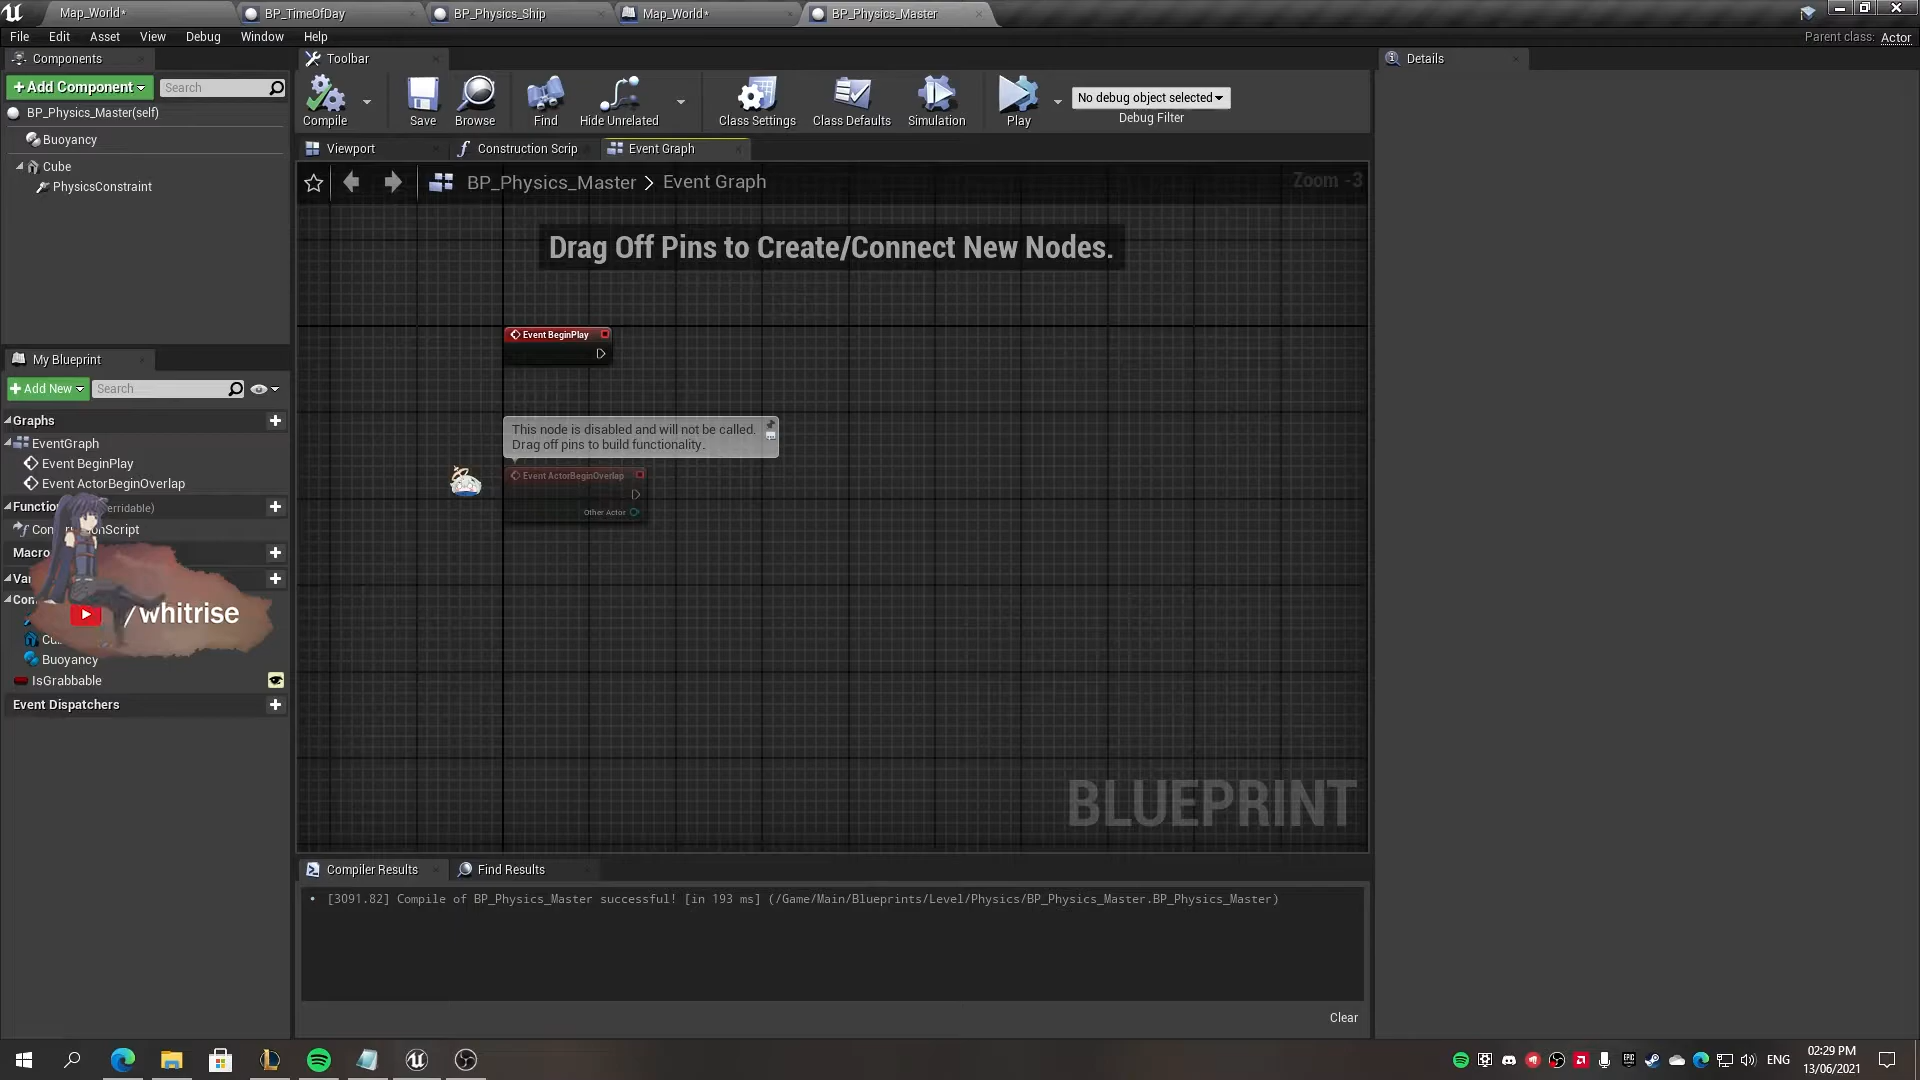 Map_World*
BP_TimeOfDay
BP_Physics_Ship
Map_World*
BP_Physics_Master
File
Edit
Asset
View
Debug
Window
Help
Parent class: Actor
Components
+Add Component
Search
BP_Physics_Master(self)
Buoyancy
Cube
PhysicsConstraint
Toolbar
Compile
Save
Browse
Find
Hide Unrelated
Class Settings
Class Defaults
Simulation
Play
No debug object selected
Debug Filter
Details
Viewport
Construction Scrip
Event Graph
BP_Physics_Master > Event Graph
Zoom -3
Drag Off Pins to Create/Connect New Nodes.
Event BeginPlay
This node is disabled and will not be called.
Drag off pins to build functionality.
Event ActorBeginOverlap
Other Actor
BLUEPRINT
My Blueprint
+Add New
Search
Graphs
EventGraph
Event BeginPlay
Event ActorBeginOverlap
/whitrise
Buoyancy
IsGrabbable
Event Dispatchers
Compiler Results
Find Results
[3091.82] Compile of BP_Physics_Master successful! [in 193 ms] (/Game/Main/Blueprints/Level/Physics/BP_Physics_Master.BP_Physics_Master)
Clear
ENG
02:29 PM
13/06/2021